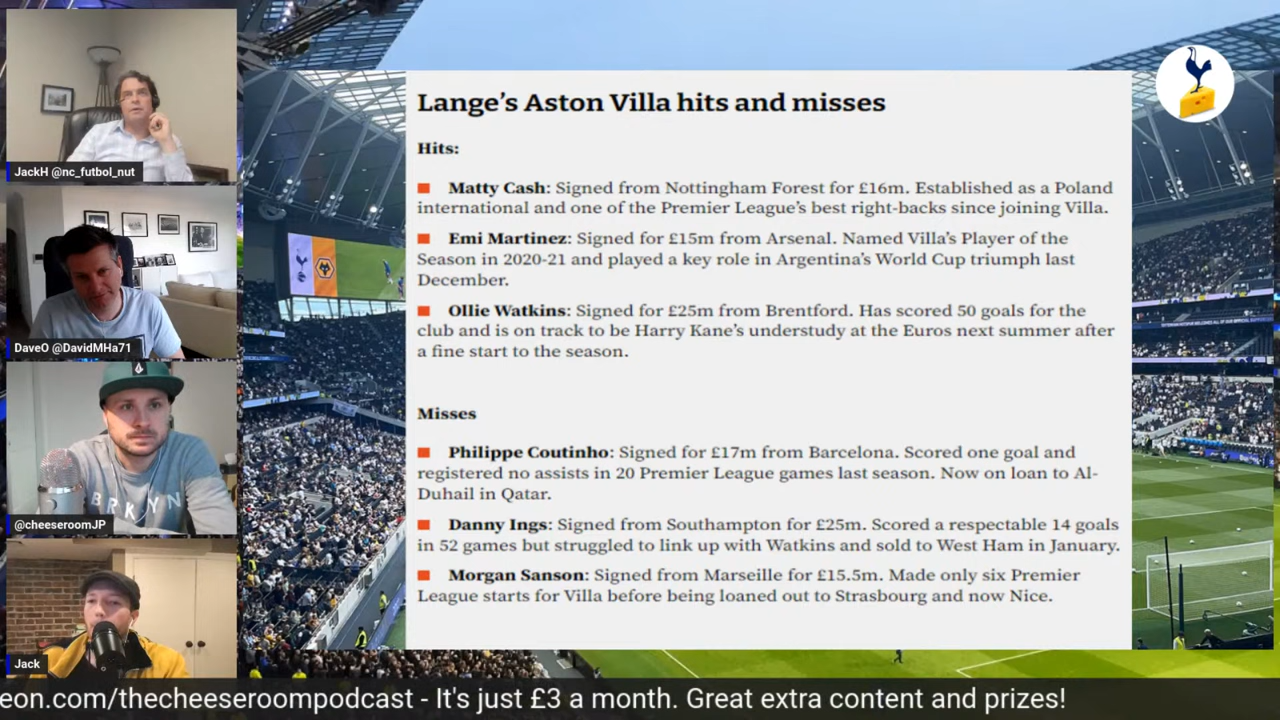 JackH @nc_futbol_nut
DaveO @DavidMHa71
BRKYN
@cheeseroomJP
Jack
Lange's Aston Villa hits and misses
Hits:
Matty Cash: Signed from Nottingham Forest for £16m. Established as a Poland
international and one of the Premier League's best right-backs since joining Villa.
Emi Martinez: Signed for £15m from Arsenal. Named Villa's Player of the
Season in 2020-21 and played a key role in Argentina's World Cup triumph last
December.
Ollie Watkins: Signed for £25m from Brentford. Has scored 50 goals for the
club and is on track to be Harry Kane's understudy at the Euros next summer after
a fine start to the season.
Misses
Philippe Coutinho: Signed for £17m from Barcelona. Scored one goal and
registered no assists in 20 Premier League games last season. Now on loan to Al-
Duhail in Qatar.
Danny Ings: Signed from Southampton for £25m. Scored a respectable 14 goals
in 52 games but struggled to link up with Watkins and sold to West Ham in January.
Morgan Sanson: Signed from Marseille for £15.5m. Made only six Premier
League starts for Villa before being loaned out to Strasbourg and now Nice.
eon.com/thecheeseroompodcast - It's just £3 a month. Great extra content and prizes!